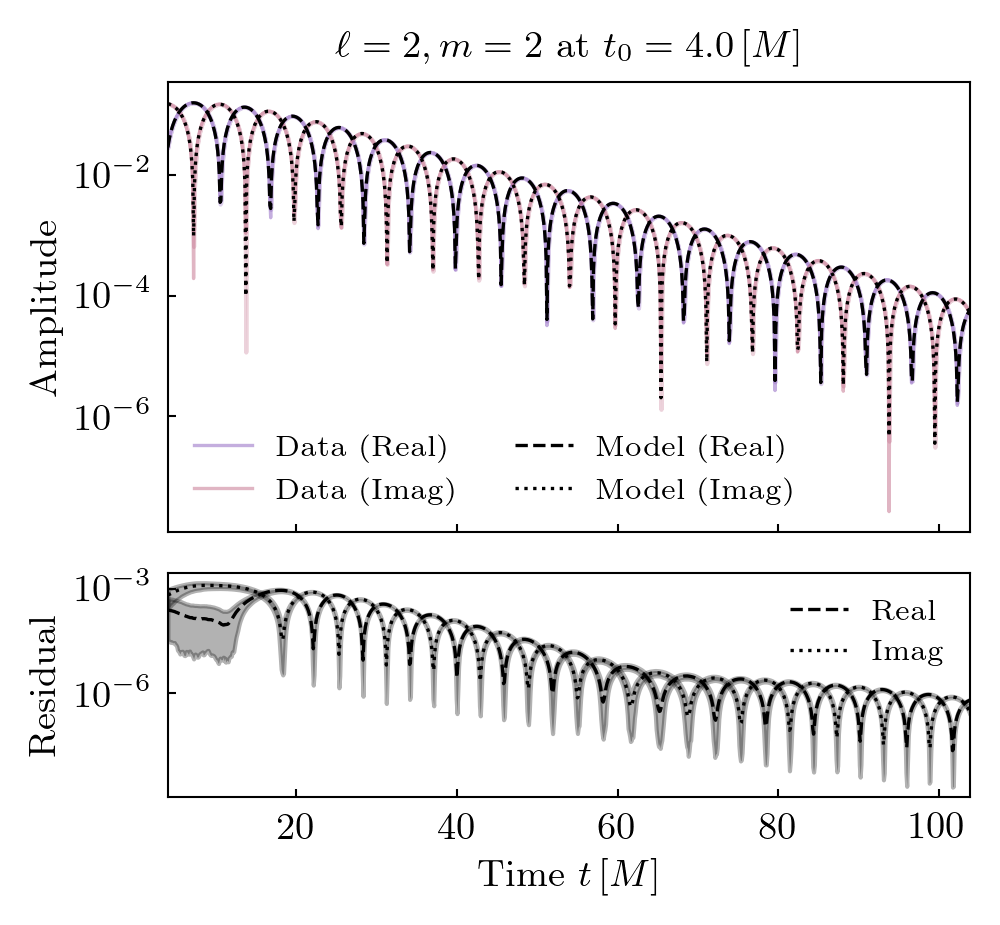 ℓ = 2, m = 2 at t₀ = 4.0 [M]
Amplitude
10⁻²
10⁻⁴
10⁻⁶
Data (Real)
Data (Imag)
Model (Real)
Model (Imag)
Residual
10⁻³
10⁻⁶
Real
Imag
20 40 60 80 100
Time t [M]